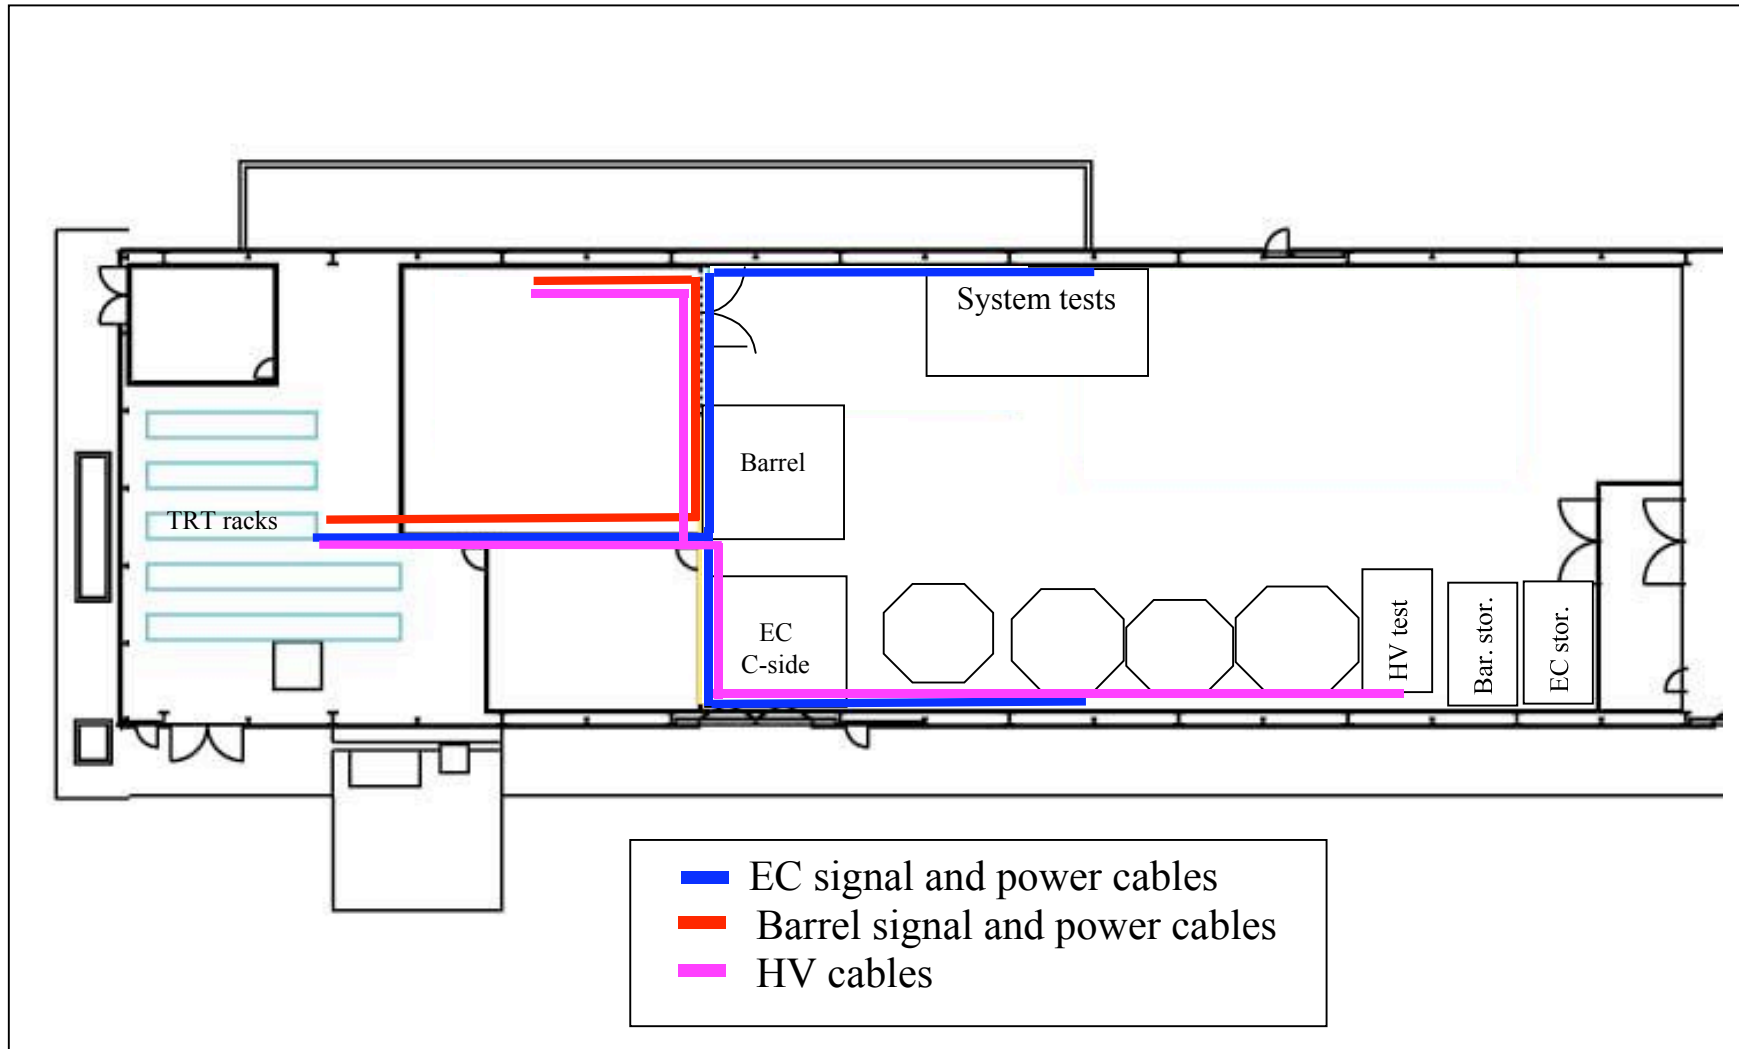 System tests
Barrel
TRT racks
EC
C-side
HV test
Bar. stor.
EC stor.
EC signal and power cables
Barrel signal and power cables
HV cables